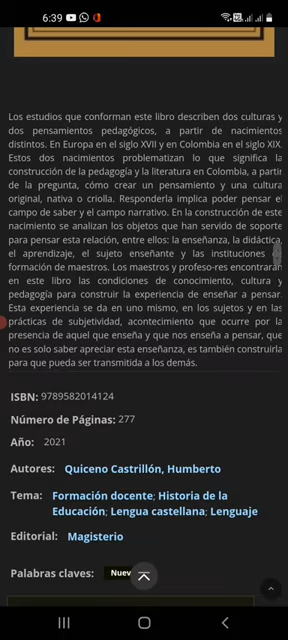 6:39
Los estudios que conforman este libro describen dos culturas y
dos pensamientos pedagógicos, a partir de nacimientos
distintos. En Europa en el siglo XVII y en Colombia en el siglo XIX.
Estos dos nacimientos problematizan lo que significa la
construcción de la pedagogía y la literatura en Colombia, a partir
de la pregunta, cómo crear un pensamiento y una cultura
original, nativa o criolla. Responderla implica poder pensar el
campo de saber y el campo narrativo. En la construcción de este
nacimiento se analizan los objetos que han servido de soporte
para pensar esta relación, entre ellos: la enseñanza, la didáctica,
el aprendizaje, el sujeto enseñante y las instituciones de
formación de maestros. Los maestros y profeso-res encontrarán
en este libro las condiciones de conocimiento, cultura y
pedagogía para construir la experiencia de enseñar a pensar.
Esta experiencia se da en uno mismo, en los sujetos y en las
prácticas de subjetividad, acontecimiento que ocurre por la
presencia de aquel que enseña y que nos enseña a pensar, que
no es solo saber apreciar esta enseñanza, es también construirla
para que pueda ser transmitida a los demás.
ISBN: 9789582014124
Número de Páginas: 277
Año: 2021
Autores: Quiceno Castrillón, Humberto
Tema: Formación docente; Historia de la
Educación; Lengua castellana; Lenguaje
Editorial: Magisterio
Palabras claves: Nuev